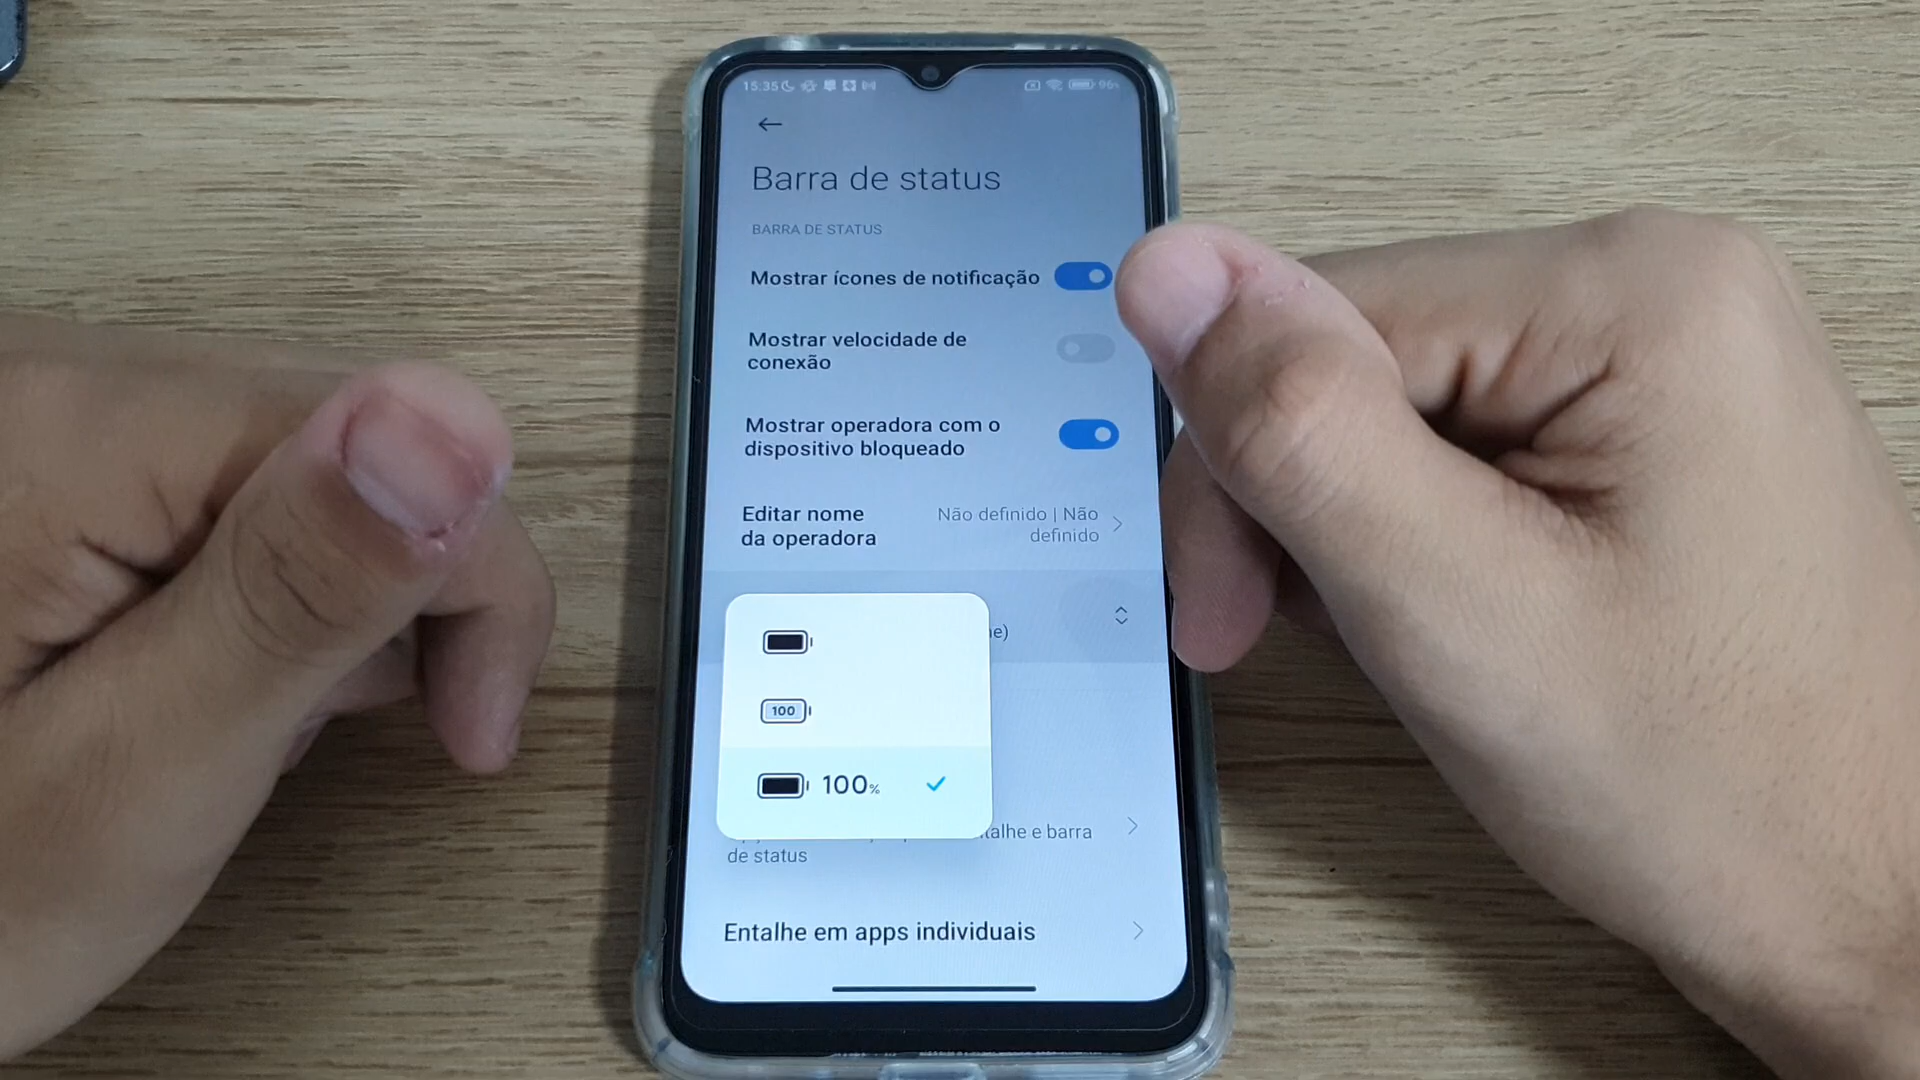 15:35 96%
Barra de status
BARRA DE STATUS
Mostrar ícones de notificação
Mostrar velocidade de
conexão
Mostrar operadora com o
dispositivo bloqueado
Editar nome
da operadora
Não definido | Não
definido
100
100%
e barra
de status
Entalhe em apps individuais